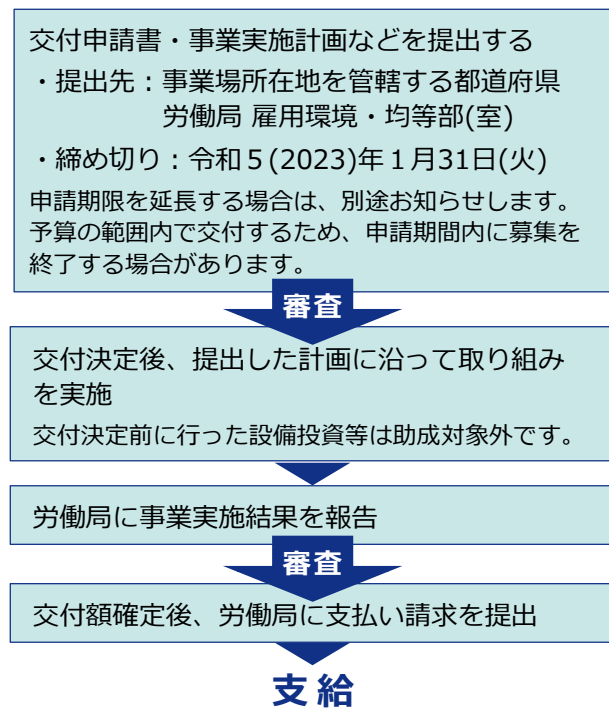 交付申請書・事業実施計画などを提出する
・提出先：事業場所在地を管轄する都道府県
労働局 雇用環境・均等部(室)
・締め切り：令和５(2023)年１月31日(火)
申請期限を延長する場合は、別途お知らせします。
予算の範囲内で交付するため、申請期間内に募集を
終了する場合があります。
審査
交付決定後、提出した計画に沿って取り組み
を実施
交付決定前に行った設備投資等は助成対象外です。
労働局に事業実施結果を報告
審査
交付額確定後、労働局に支払い請求を提出
支給